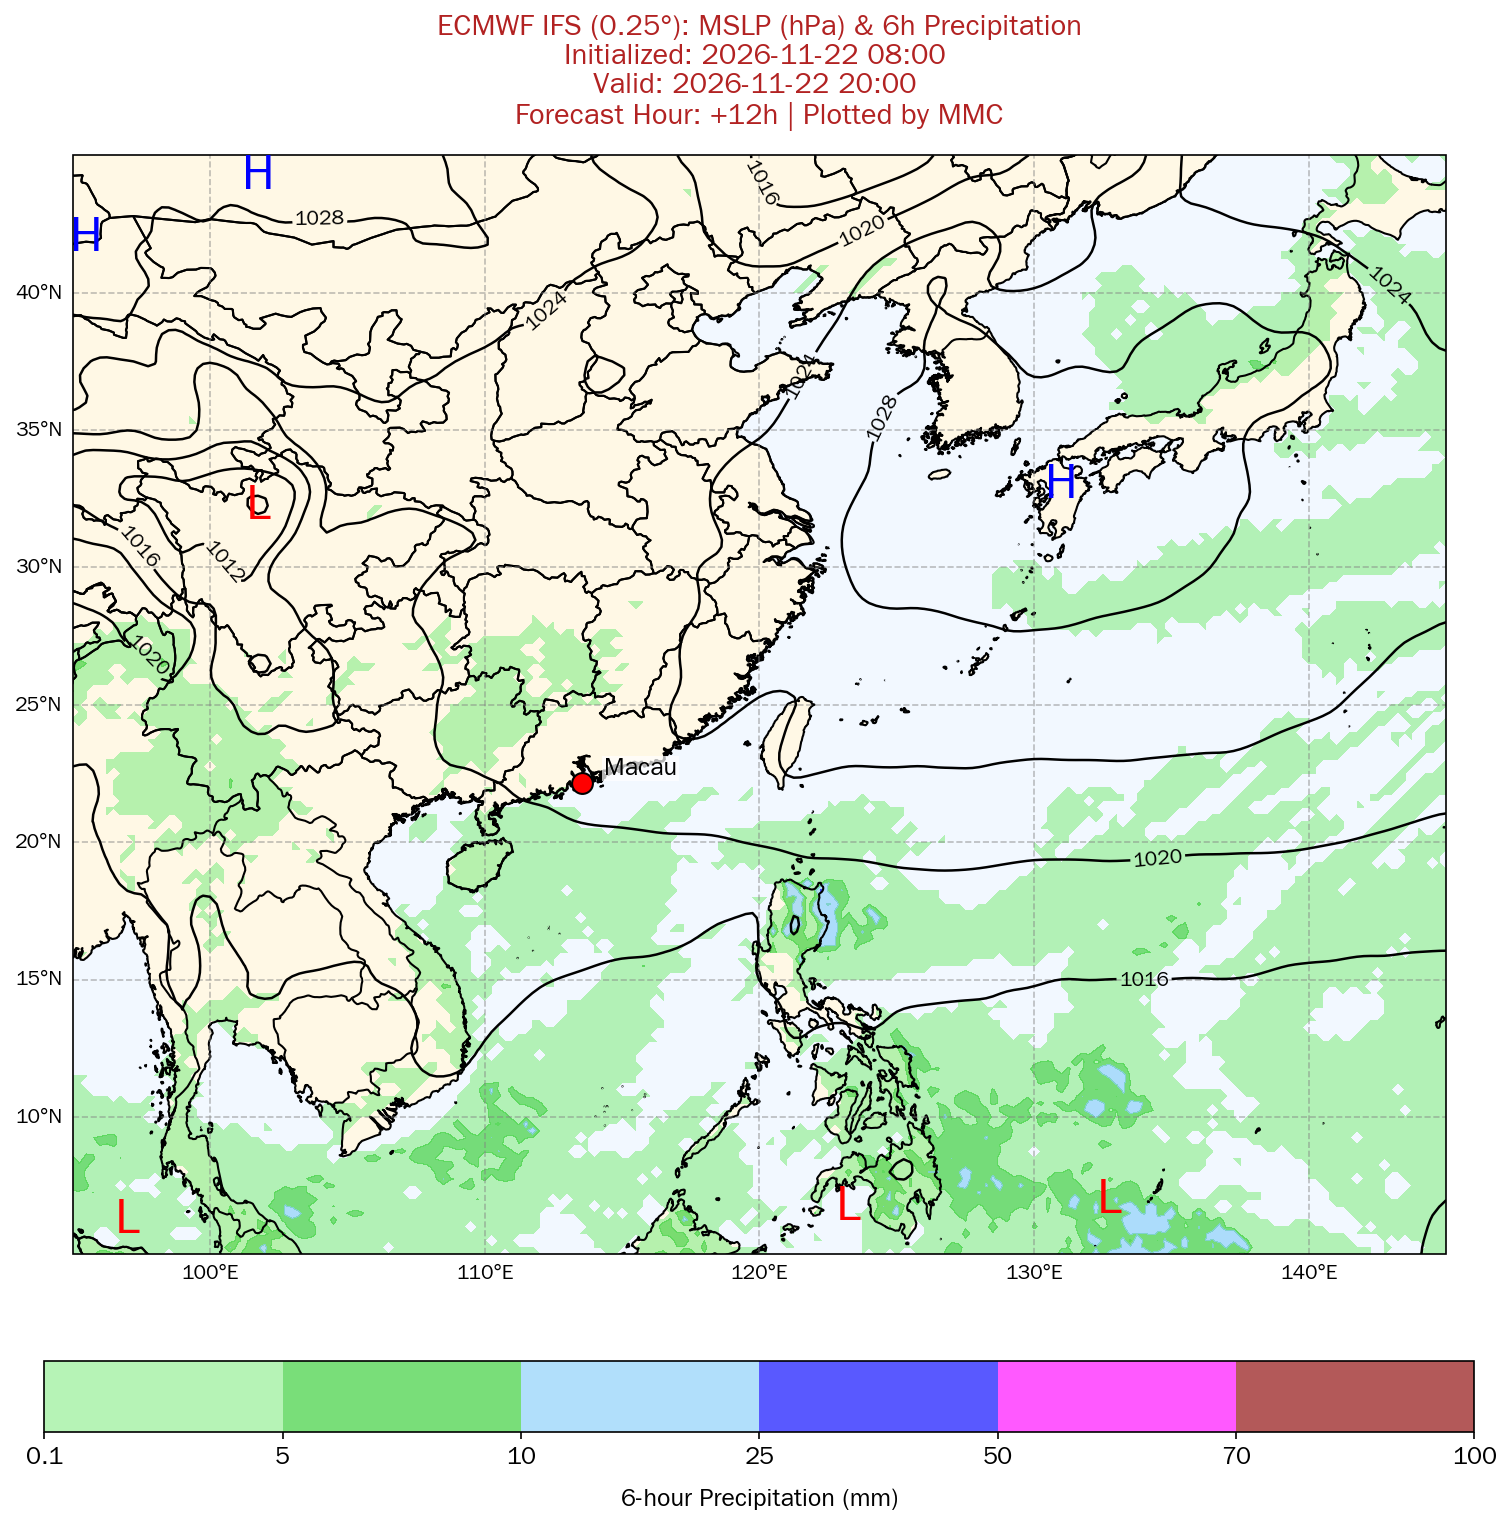 ECMWF IFS (0.25°): MSLP (hPa) & 6h Precipitation
Initialized: 2026-11-22 08:00
Valid: 2026-11-22 20:00
Forecast Hour: +12h | Plotted by MMC
H
1016
1028
H
1020
1024
40°N
1024
1024
1028
35°N
H
L
1016
1012
30°N
1020
25°N
Macau
20°N
1020
15°N
1016
10°N
L
L
L
100°E 110°E 120°E 130°E 140°E
0.1 5 10 25 50 70 100
6-hour Precipitation (mm)